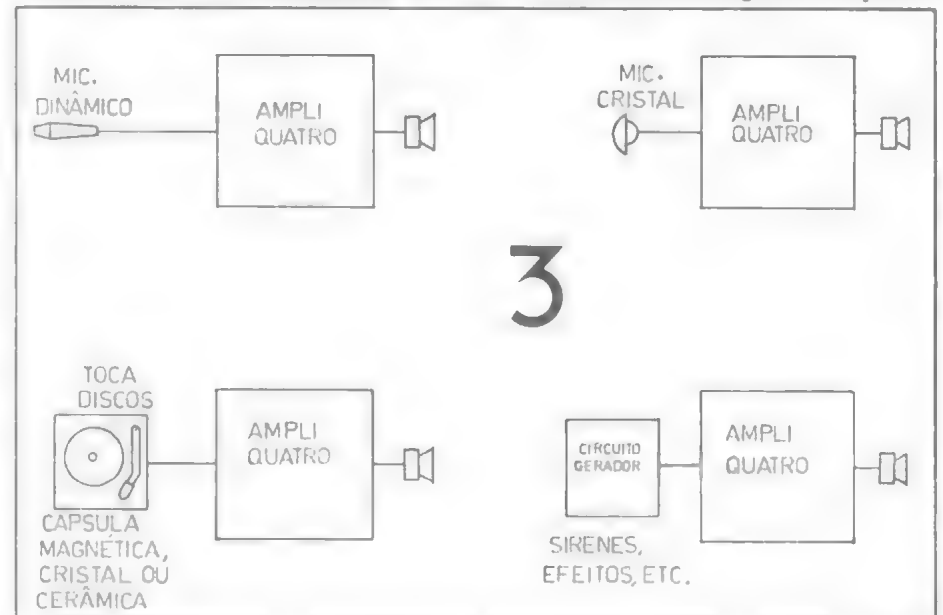 MIC.
DINÂMICO
AMPLI
QUATRO
MIC.
CRISTAL
AMPLI
QUATRO
3
TOCA
DISCOS
AMPLI
QUATRO
CAPSULA
MAGNÉTICA,
CRISTAL OU
CERÂMICA
CIRCUITO
GERADOR
AMPLI
QUATRO
SIRENES,
EFEITOS, ETC.